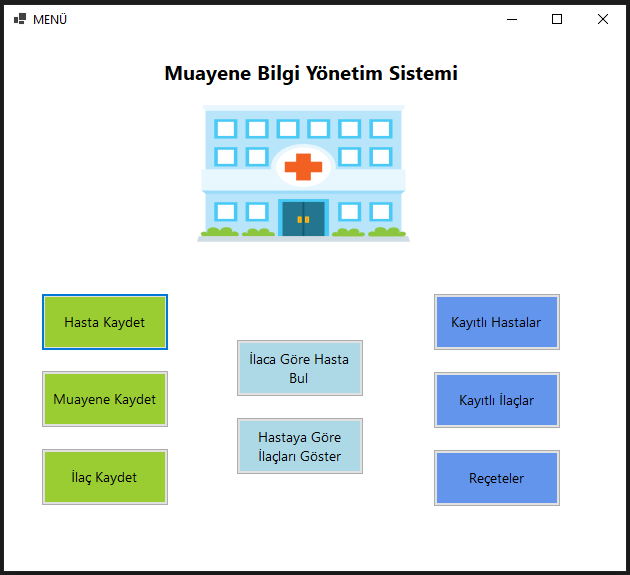 MENÜ
Muayene Bilgi Yönetim Sistemi
Hasta Kaydet
Muayene Kaydet
İlaç Kaydet
İlaca Göre Hasta
Bul
Hastaya Göre
İlaçları Göster
Kayıtlı Hastalar
Kayıtlı İlaçlar
Reçeteler